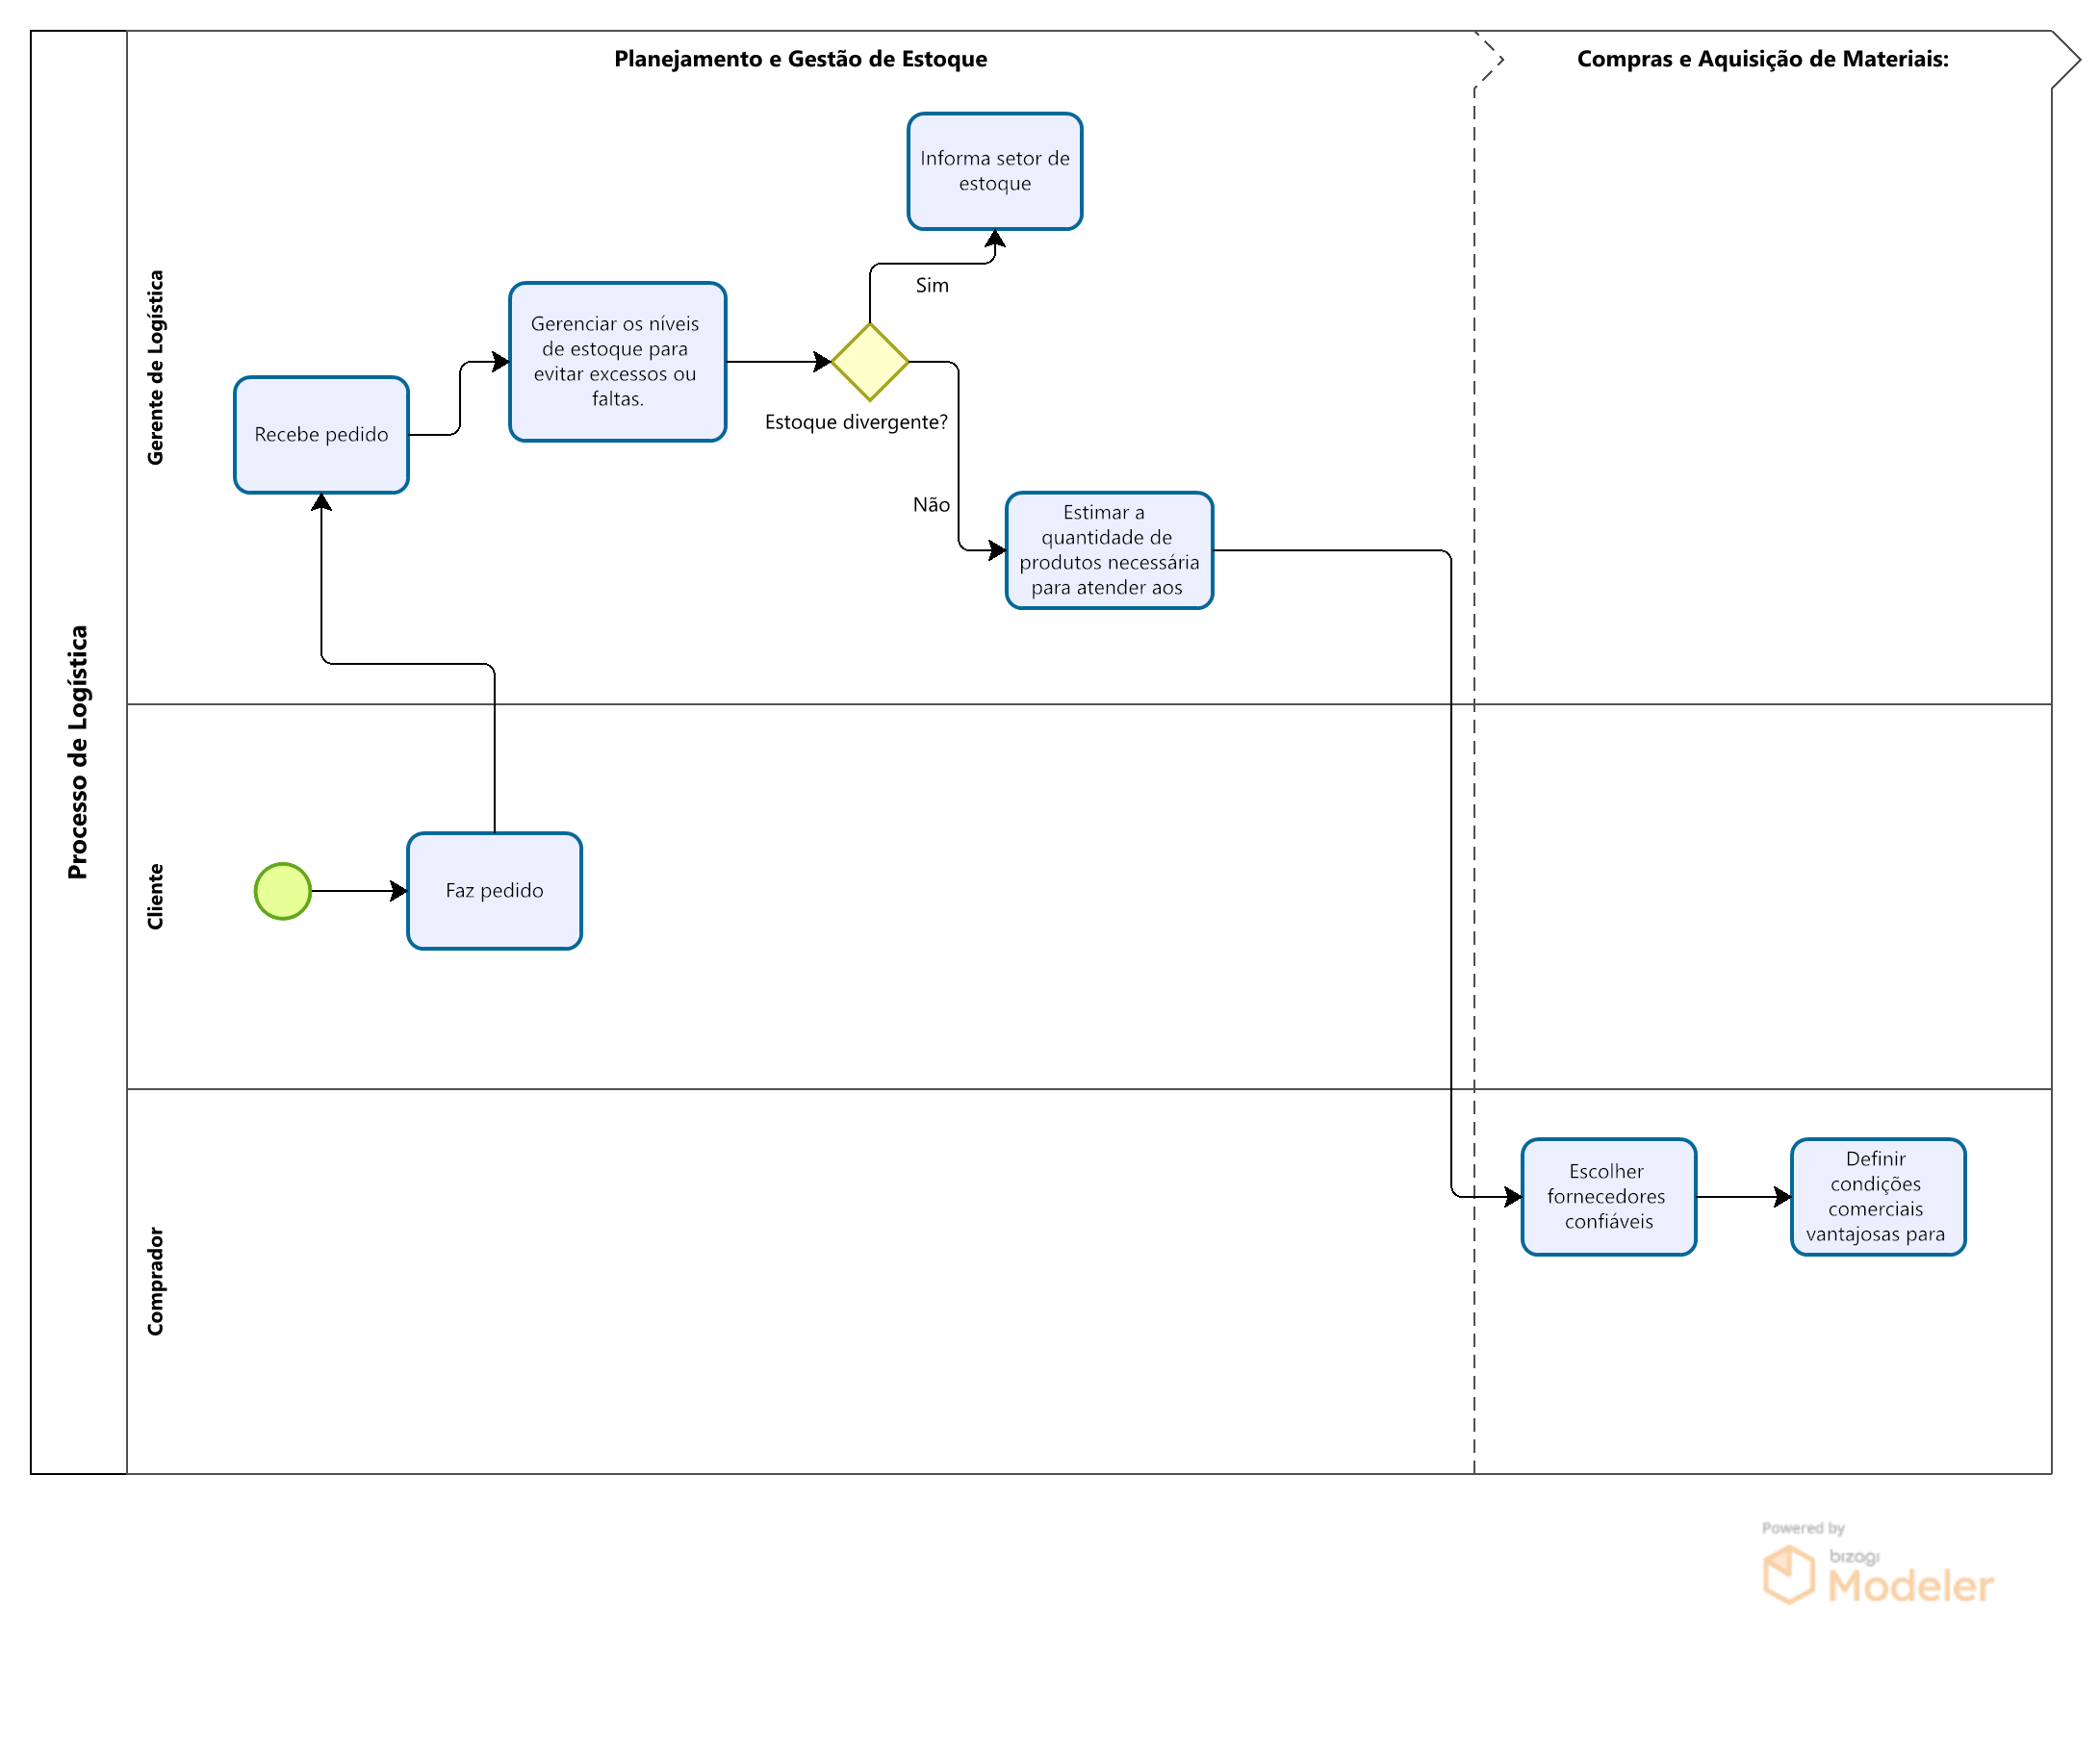 Processo de Logística
Planejamento e Gestão de Estoque
Compras e Aquisição de Materiais:
Gerente de Logística
Informa setor de
estoque
Sim
Gerenciar os níveis
de estoque para
evitar excessos ou
faltas.
Recebe pedido
Estoque divergente?
Não
Estimar a
quantidade de
produtos necessária
para atender aos
Cliente
Faz pedido
Comprador
Escolher
fornecedores
confiáveis
Definir
condições
comerciais
vantajosas para
Powered by
bizagi
Modeler